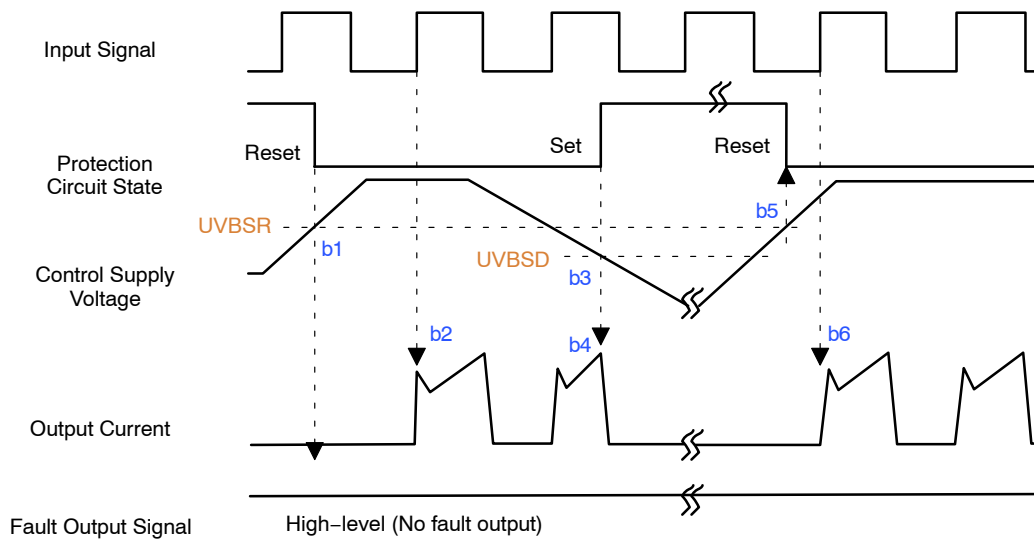 Input Signal
Reset
Set
Reset
Protection
Circuit State
UVBSR
b1
b5
UVBSD
b3
Control Supply
Voltage
b2
b4
b6
Output Current
Fault Output Signal
High−level (No fault output)